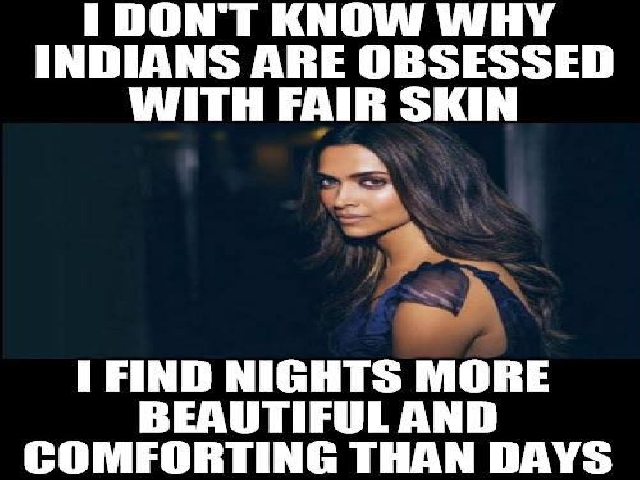 I DON'T KNOW WHY
INDIANS ARE OBSESSED
WITH FAIR SKIN
I FIND NIGHTS MORE
BEAUTIFUL AND
COMFORTING THAN DAYS